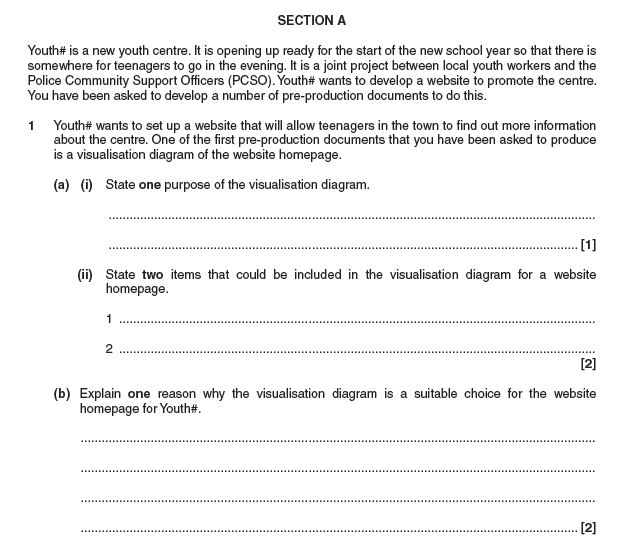 SECTION A
Youth# is a new youth centre. It is opening up ready for the start of the new school year so that there is
somewhere for teenagers to go in the evening. It is a joint project between local youth workers and the
Police Community Support Officers (PCSO). Youth# wants to develop a website to promote the centre.
You have been asked to develop a number of pre-production documents to do this.
1 Youth# wants to set up a website that will allow teenagers in the town to find out more information
about the centre. One of the first pre-production documents that you have been asked to produce
is a visualisation diagram of the website homepage.
(a) (i) State one purpose of the visualisation diagram.
..........................................................................................
.......................................................................................... [1]
(ii) State two items that could be included in the visualisation diagram for a website
homepage.
1 ..........................................................................................
2 ..........................................................................................
[2]
(b) Explain one reason why the visualisation diagram is a suitable choice for the website
homepage for Youth#.
..........................................................................................
..........................................................................................
..........................................................................................
.......................................................................................... [2]